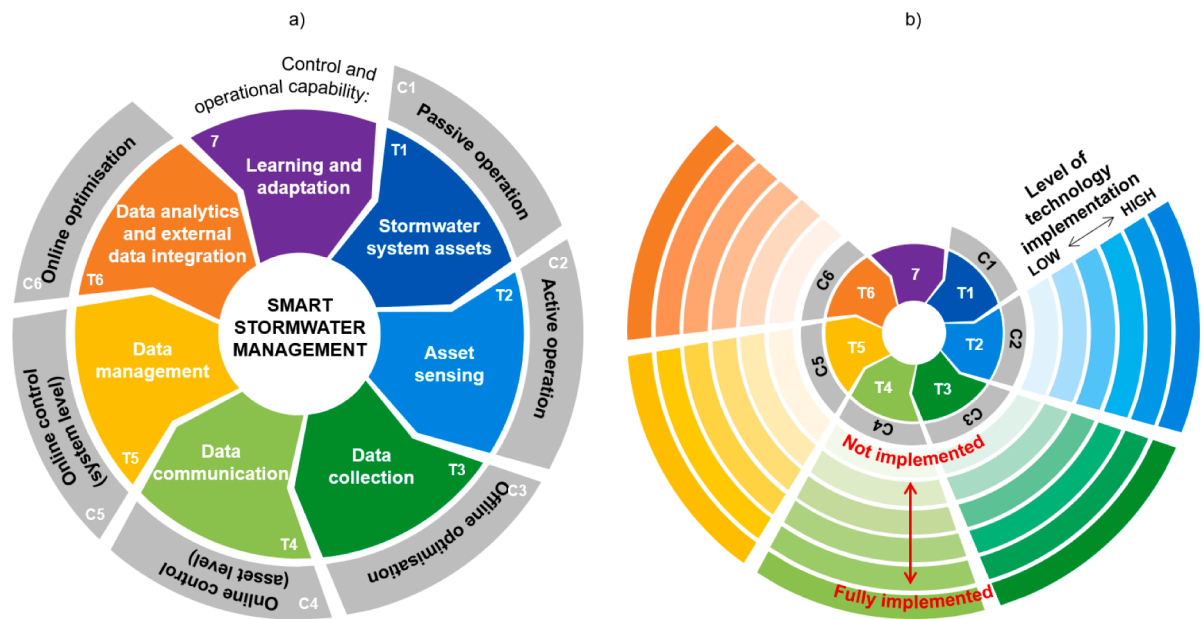 a)
Control and
operational capability:
C1
Passive operation
C2
Active operation
C3
Offline optimisation
C4
Online control
(asset level)
C5
Online control
(system level)
C6
Online optimisation
7
Learning and
adaptation
T1
Stormwater
system assets
T2
Asset
sensing
T3
Data
collection
T4
Data
communication
T5
Data
management
T6
Data analytics
and external
data integration
SMART
STORMWATER
MANAGEMENT
b)
Level of
technology
implementation
LOW
HIGH
C1
C2
C3
C4
C5
C6
7
T1
T2
T3
T4
T5
T6
Not implemented
Fully implemented